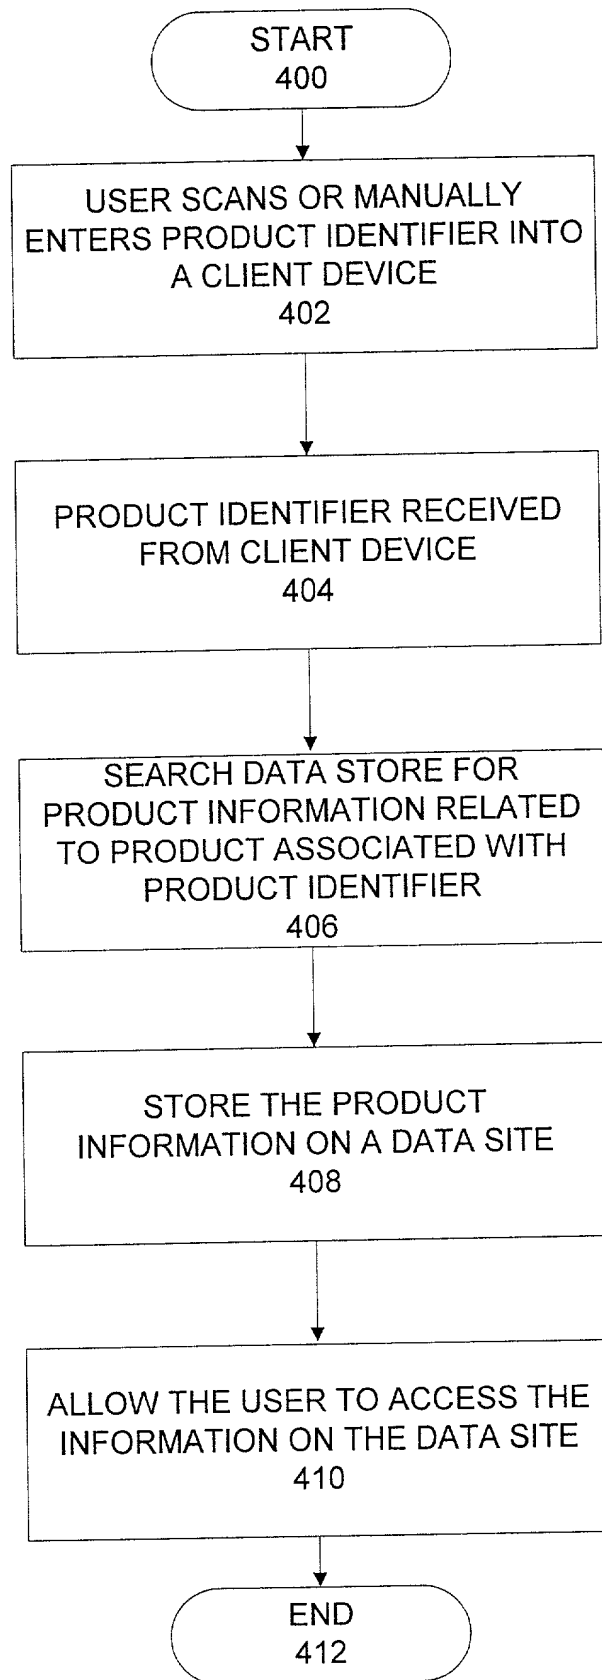 START
400
USER SCANS OR MANUALLY
ENTERS PRODUCT IDENTIFIER INTO
A CLIENT DEVICE
402
PRODUCT IDENTIFIER RECEIVED
FROM CLIENT DEVICE
404
SEARCH DATA STORE FOR
PRODUCT INFORMATION RELATED
TO PRODUCT ASSOCIATED WITH
PRODUCT IDENTIFIER
406
STORE THE PRODUCT
INFORMATION ON A DATA SITE
408
ALLOW THE USER TO ACCESS THE
INFORMATION ON THE DATA SITE
410
END
412